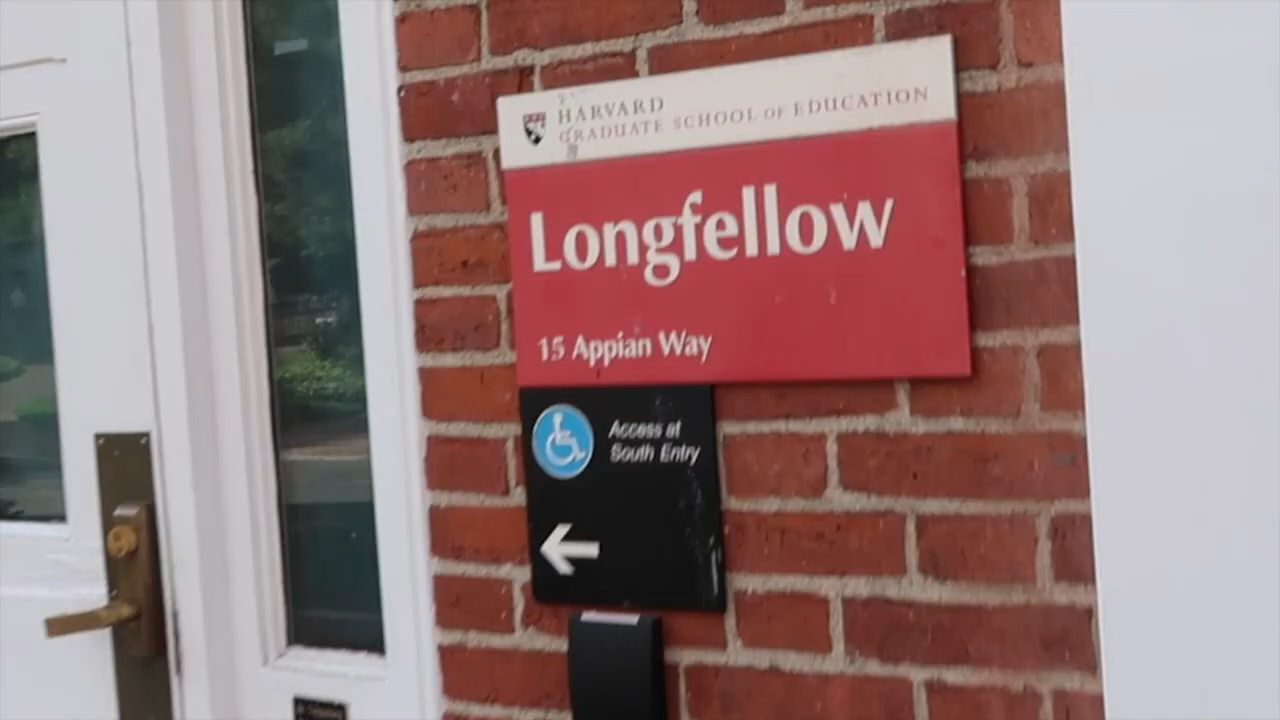 HARVARD
GRADUATE SCHOOL OF EDUCATION
Longfellow
15 Appian Way
Access at
South Entry